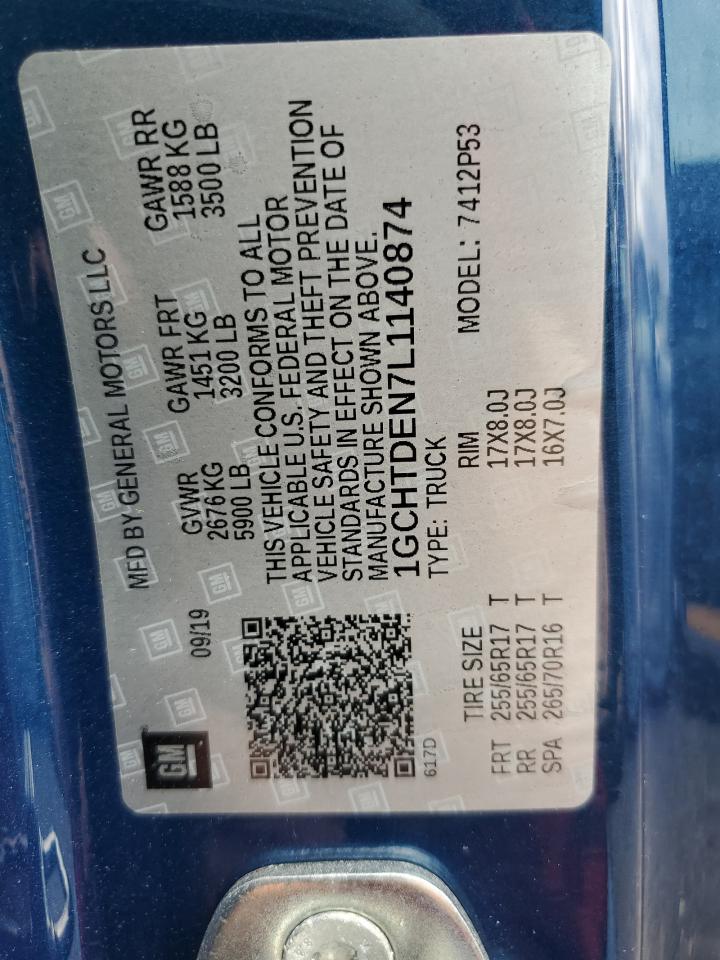 MFD BY GENERAL MOTORS LLC
09/19
GVWR GAWR FRT GAWR RR
2676 KG 1451 KG 1588 KG
5900 LB 3200 LB 3500 LB
THIS VEHICLE CONFORMS TO ALL
APPLICABLE U.S. FEDERAL MOTOR
VEHICLE SAFETY AND THEFT PREVENTION
STANDARDS IN EFFECT ON THE DATE OF
MANUFACTURE SHOWN ABOVE.
1GCHTDEN7L1140874
TYPE: TRUCK MODEL: 7412P53
GM
617D
TIRE SIZE RIM
FRT 255/65R17 T 17X8.0J
RR 255/65R17 T 17X8.0J
SPA 265/70R16 T 16X7.0J